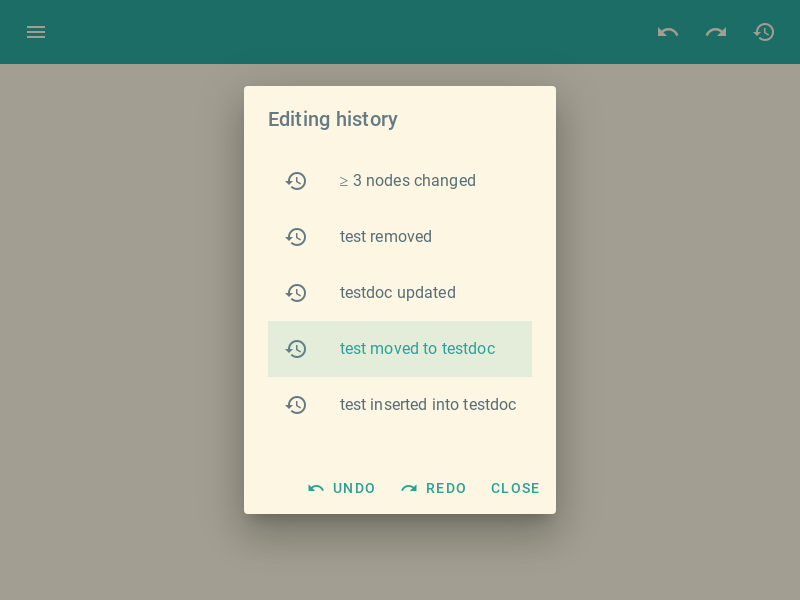 Editing history
≥ 3 nodes changed
test removed
testdoc updated
test moved to testdoc
test inserted into testdoc
UNDO REDO CLOSE